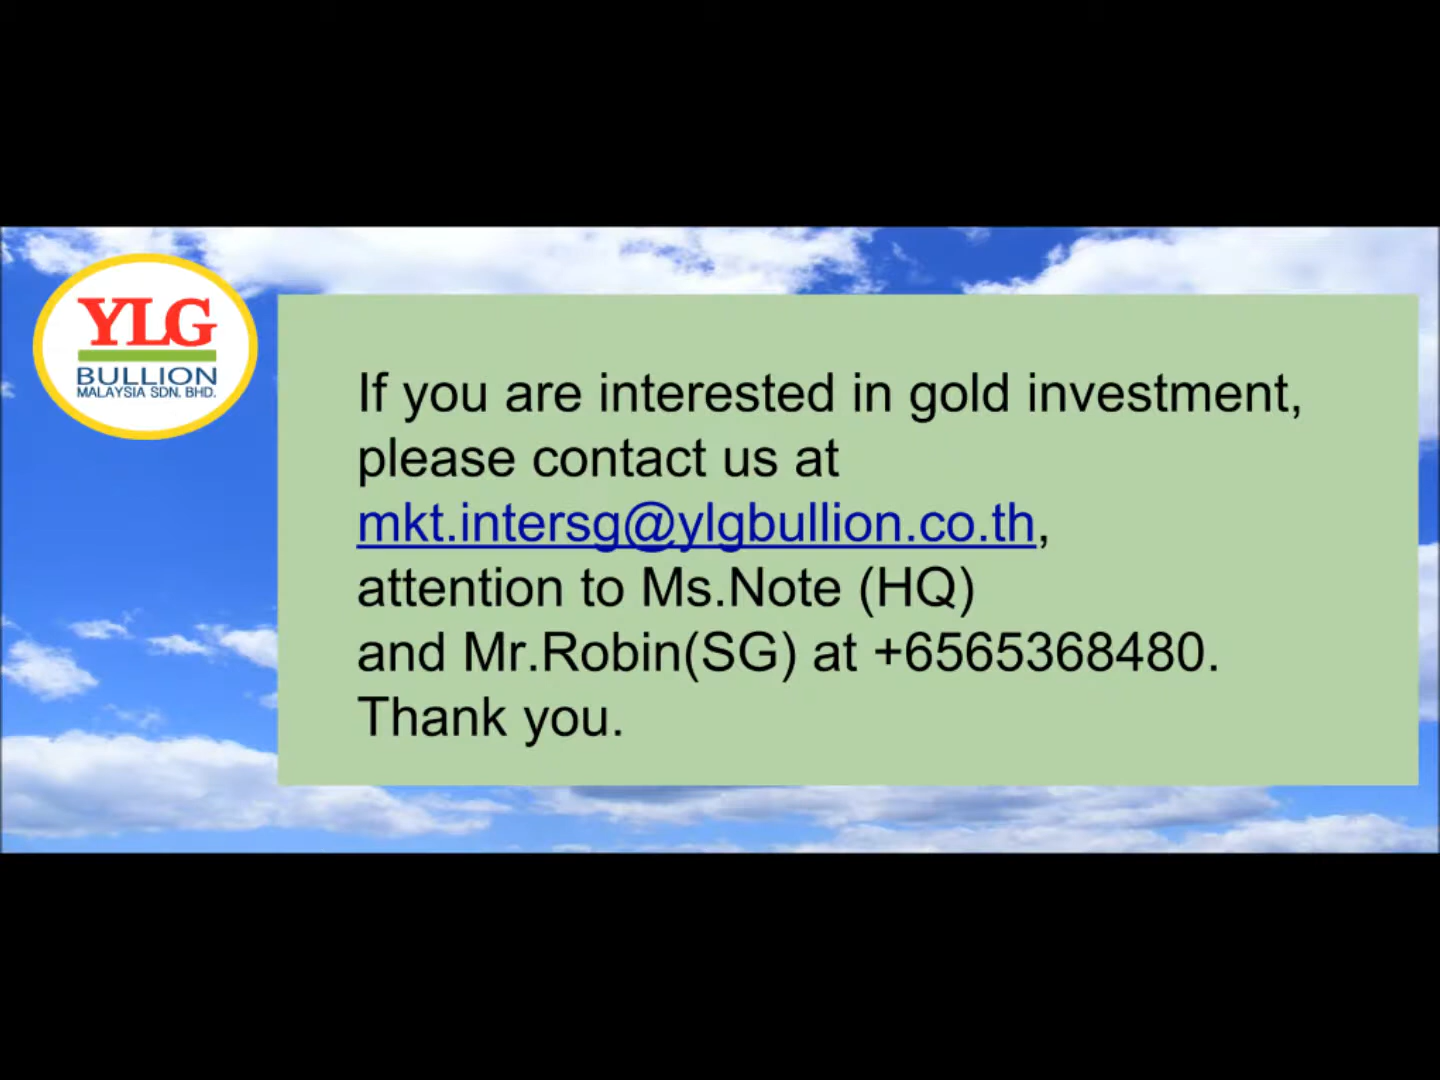 YLG
BULLION
MALAYSIA SDN. BHD.
If you are interested in gold investment,
please contact us at
mkt.intersg@ylgbullion.co.th,
attention to Ms.Note (HQ)
and Mr.Robin(SG) at +6565368480.
Thank you.